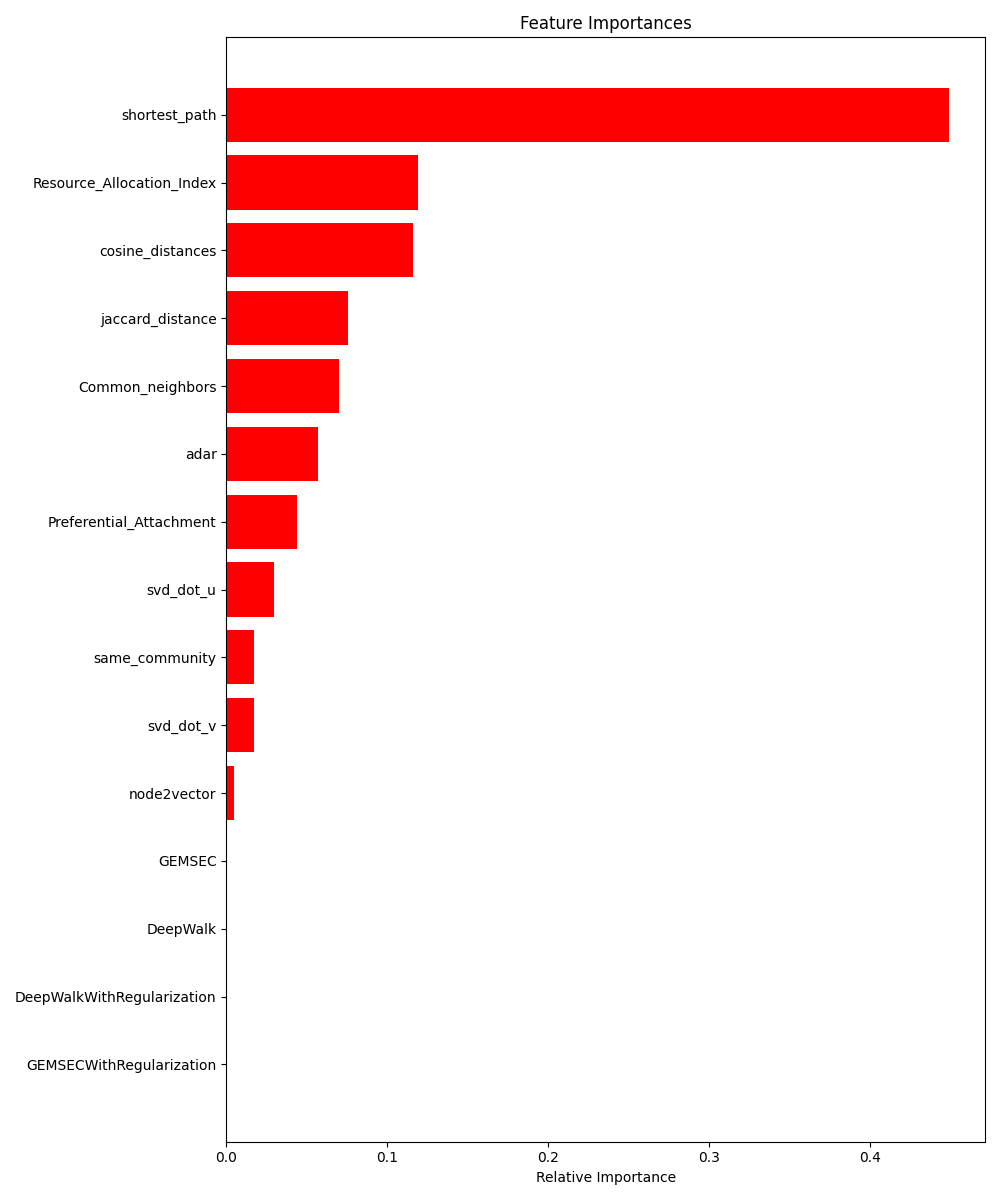 Feature Importances
shortest_path
Resource_Allocation_Index
cosine_distances
jaccard_distance
Common_neighbors
adar
Preferential_Attachment
svd_dot_u
same_community
svd_dot_v
node2vector
GEMSEC
DeepWalk
DeepWalkWithRegularization
GEMSECWithRegularization
0.0 0.1 0.2 0.3 0.4
Relative Importance